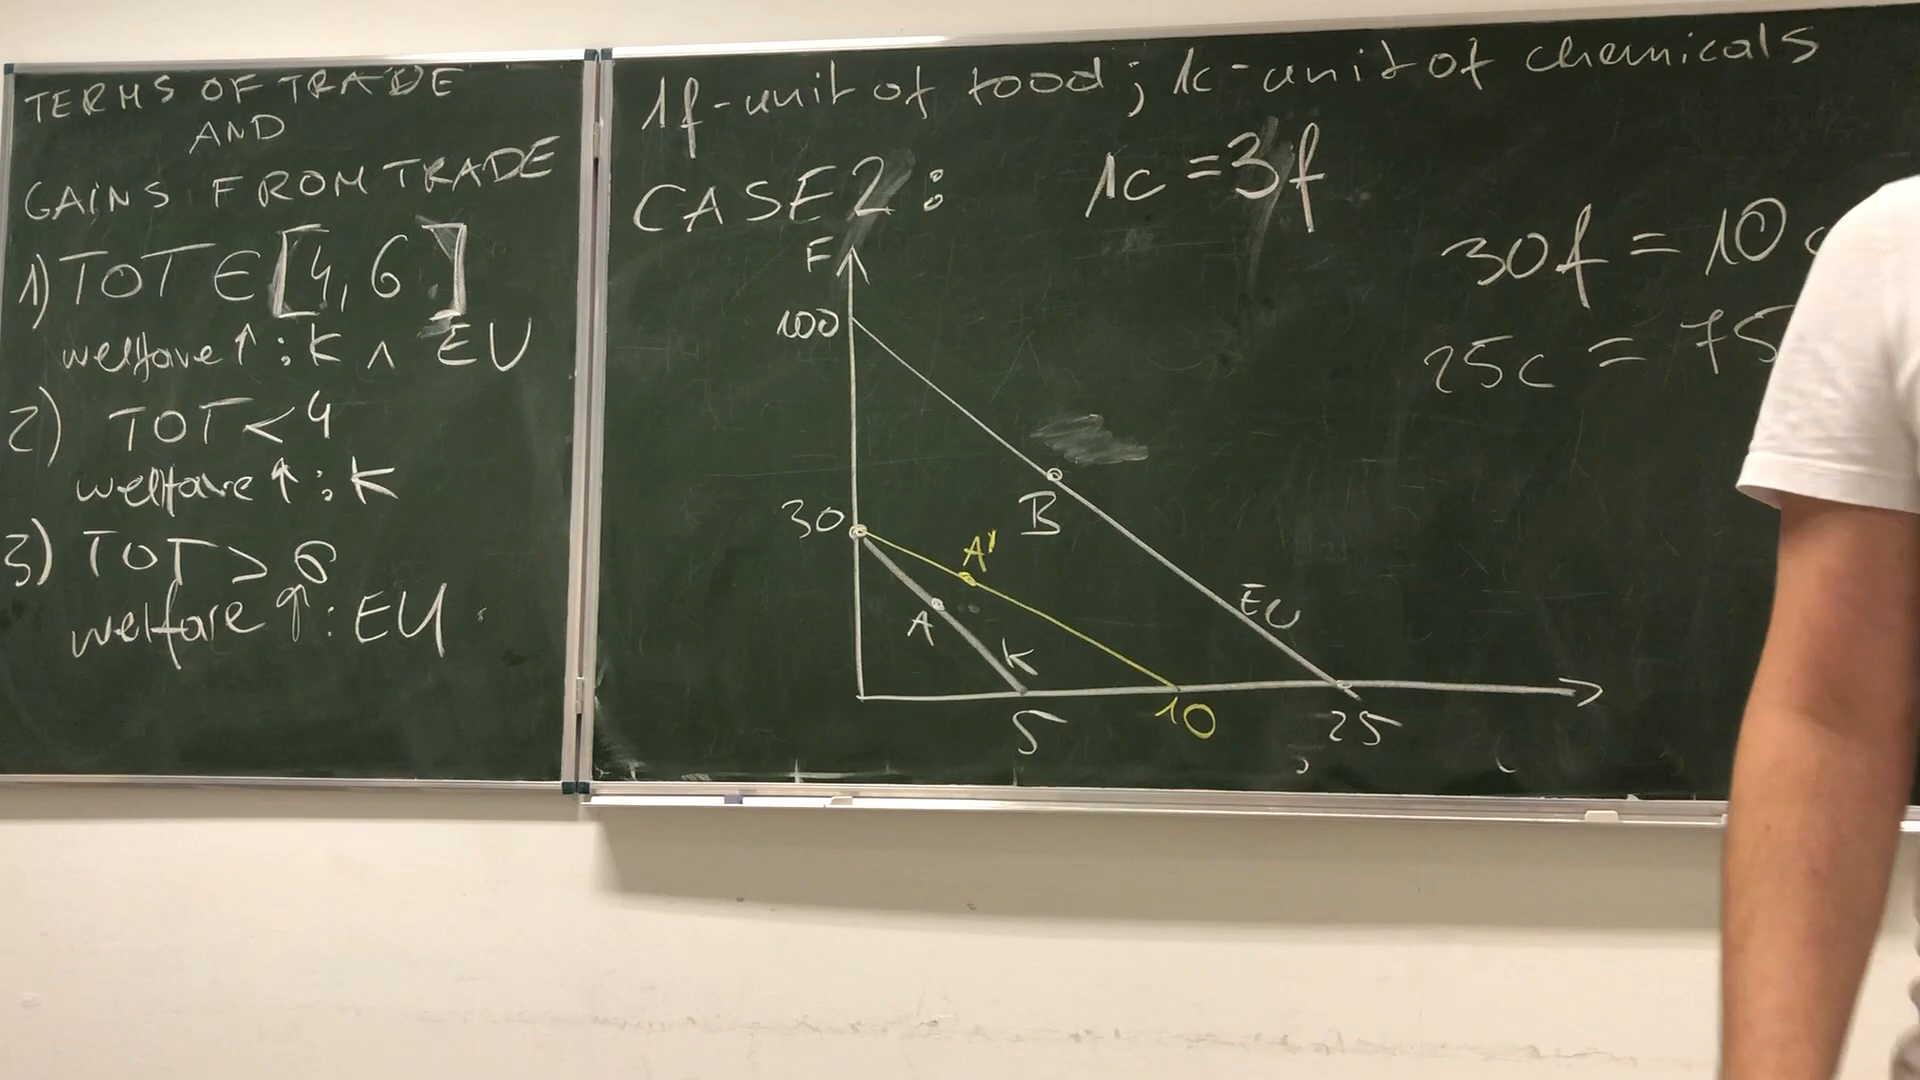 TERMS OF TRADE
AND
GAINS FROM TRADE
1) TOT ∈ [4, 6]
welfare ↑ : K ∧ EU
2) TOT < 4
welfare ↑ : K
3) TOT > 6
welfare ↑ : EU
1f - unit of food ; 1c - unit of chemicals
CASE 2 : 1c = 3f
30f = 10c
25c = 75
F
100
B
30
A'
EU
A
K
5
10
25